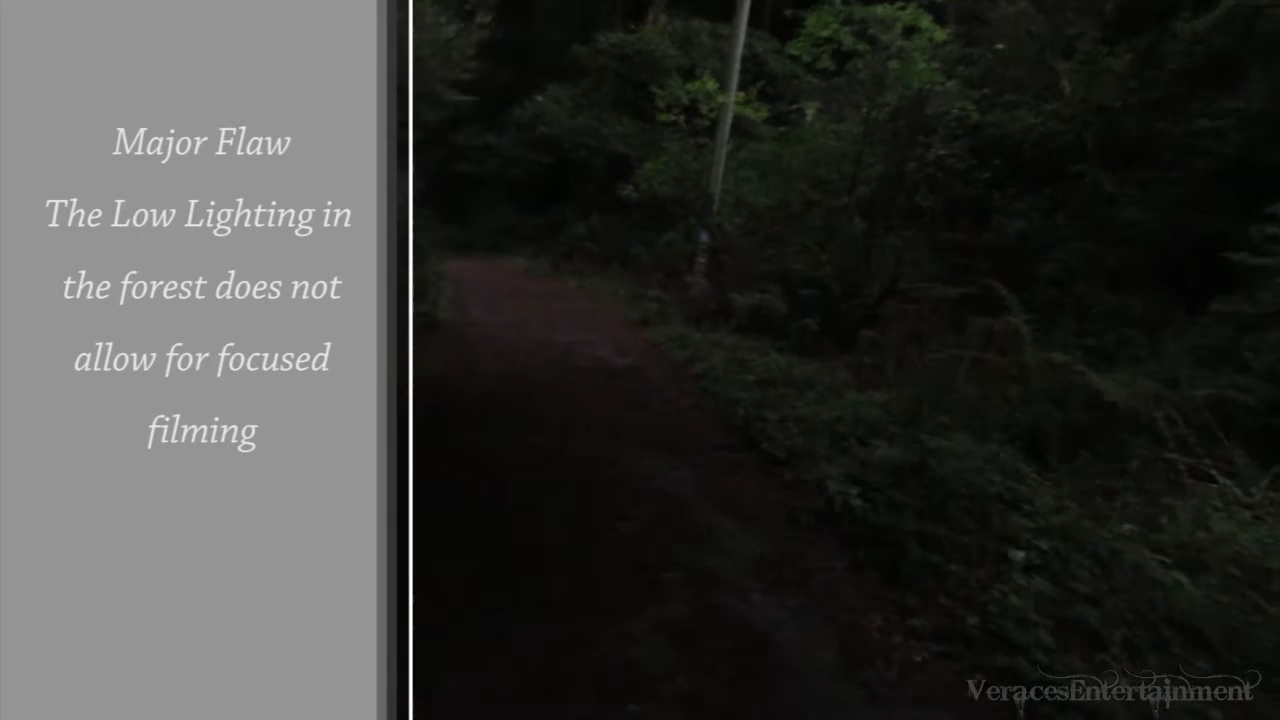 Major Flaw
The Low Lighting in
the forest does not
allow for focused
filming
VeracesEntertainment